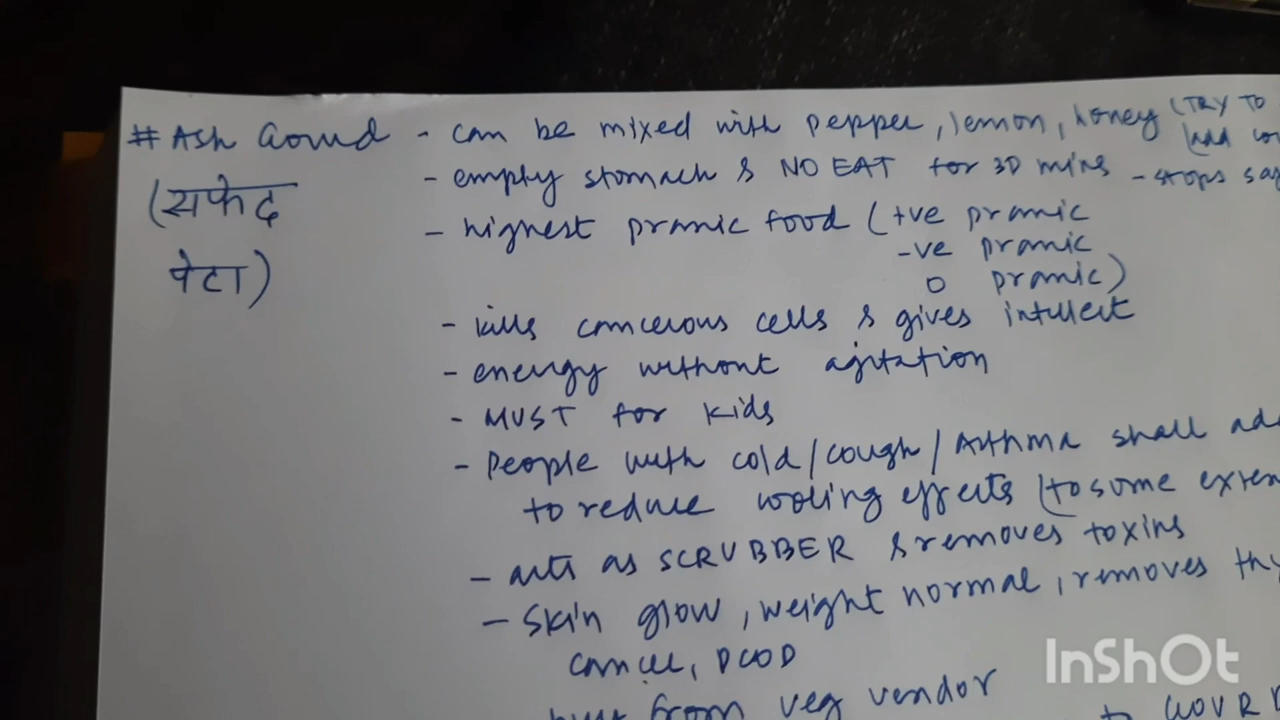 # Ash Gourd - can be mixed with pepper, lemon, honey (TRY TO
- empty stomach & NO EAT for 30 mins - stops
(सफेद
पेठा)
- highest pranic food (+ve pranic
-ve pranic
0 pranic)
- kills cancerous cells & gives intellect
- energy without agitation
- MUST for kids
- People with cold/cough/Asthma shall
to reduce cooling effects (to some
- acts as SCRUBBER & removes toxins
- Skin glow, weight normal, removes
cancer, PCOD
from veg vendor
InShOt